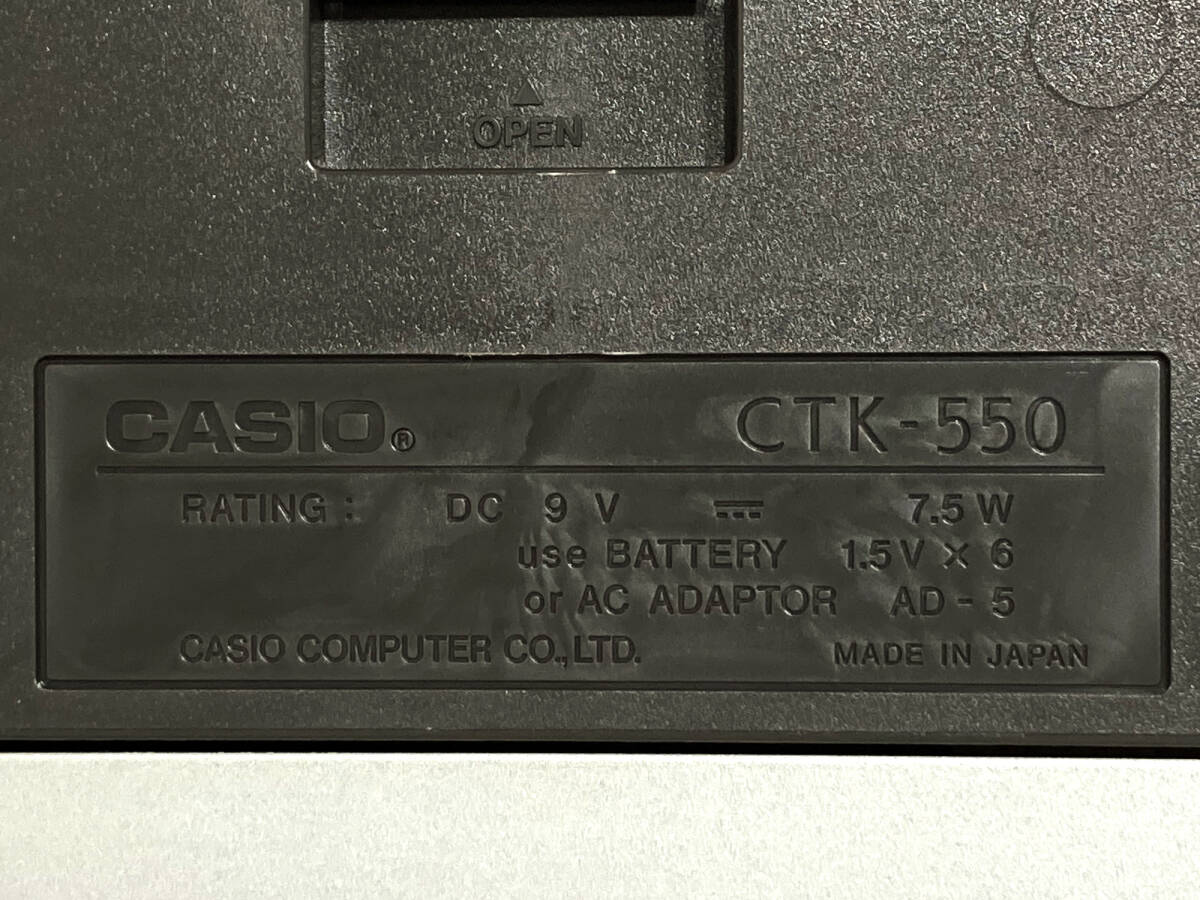 OPEN
CASIO® CTK-550
RATING : DC 9 V ⎓ 7.5 W
use BATTERY 1.5 V × 6
or AC ADAPTOR AD - 5
CASIO COMPUTER CO.,LTD. MADE IN JAPAN